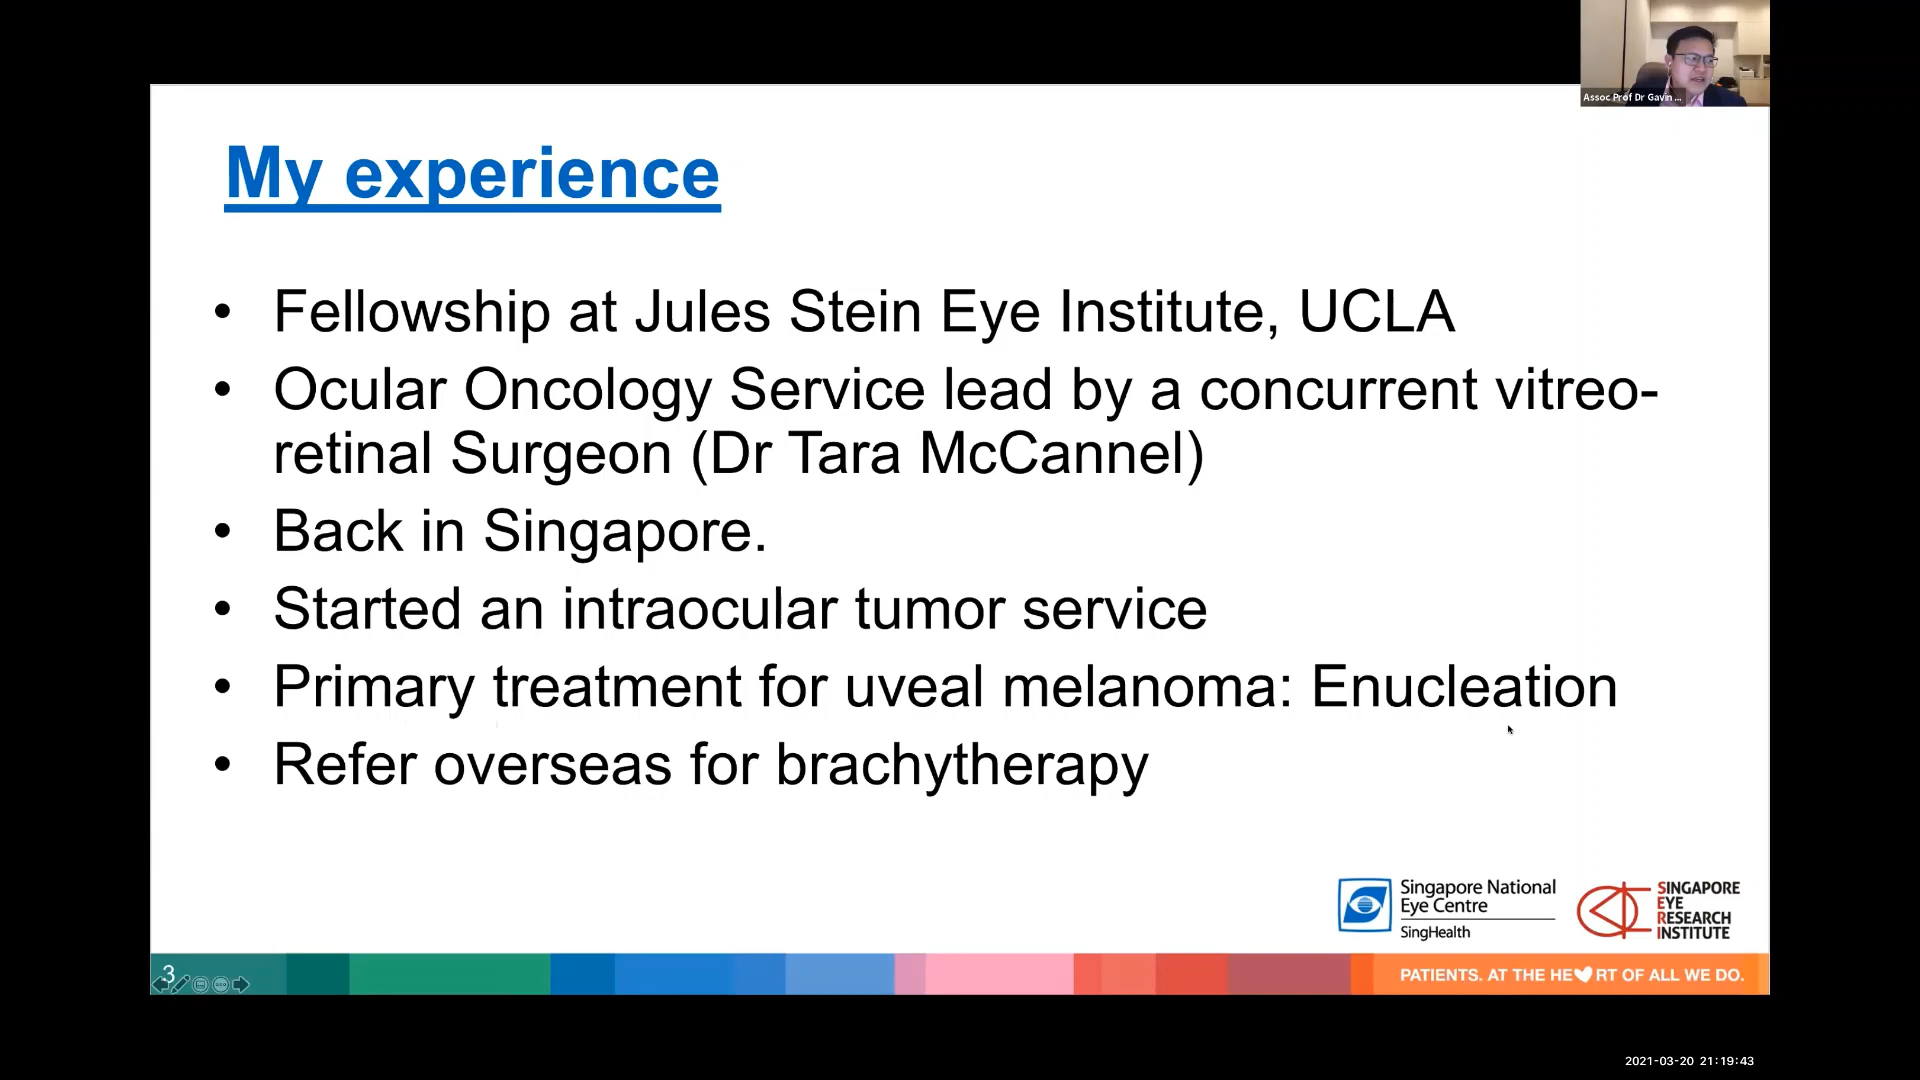 Assoc Prof Dr Gavin ...
My experience
• Fellowship at Jules Stein Eye Institute, UCLA
• Ocular Oncology Service lead by a concurrent vitreo-
retinal Surgeon (Dr Tara McCannel)
• Back in Singapore.
• Started an intraocular tumor service
• Primary treatment for uveal melanoma: Enucleation
• Refer overseas for brachytherapy
Singapore National
Eye Centre
SingHealth
SINGAPORE
EYE
RESEARCH
INSTITUTE
3
PATIENTS. AT THE HE RT OF ALL WE DO.
2021-03-20 21:19:43